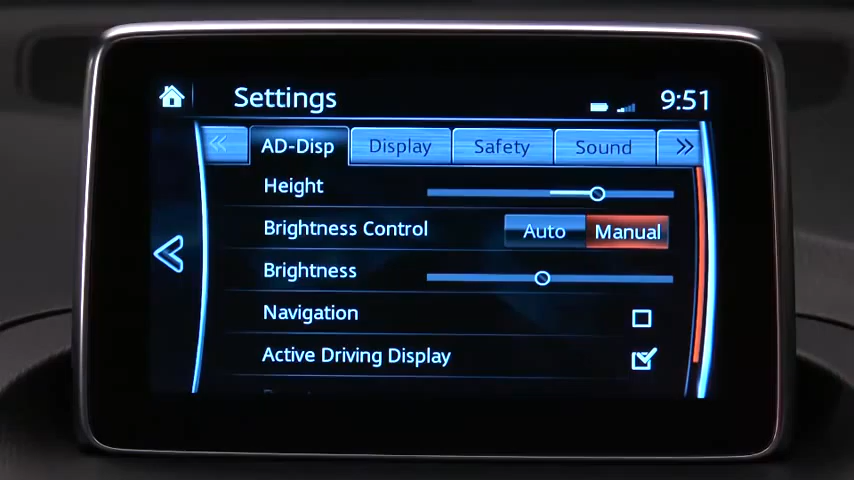 Settings 9:51
AD-Disp Display Safety Sound
Height
Brightness Control Auto Manual
Brightness
Navigation
Active Driving Display